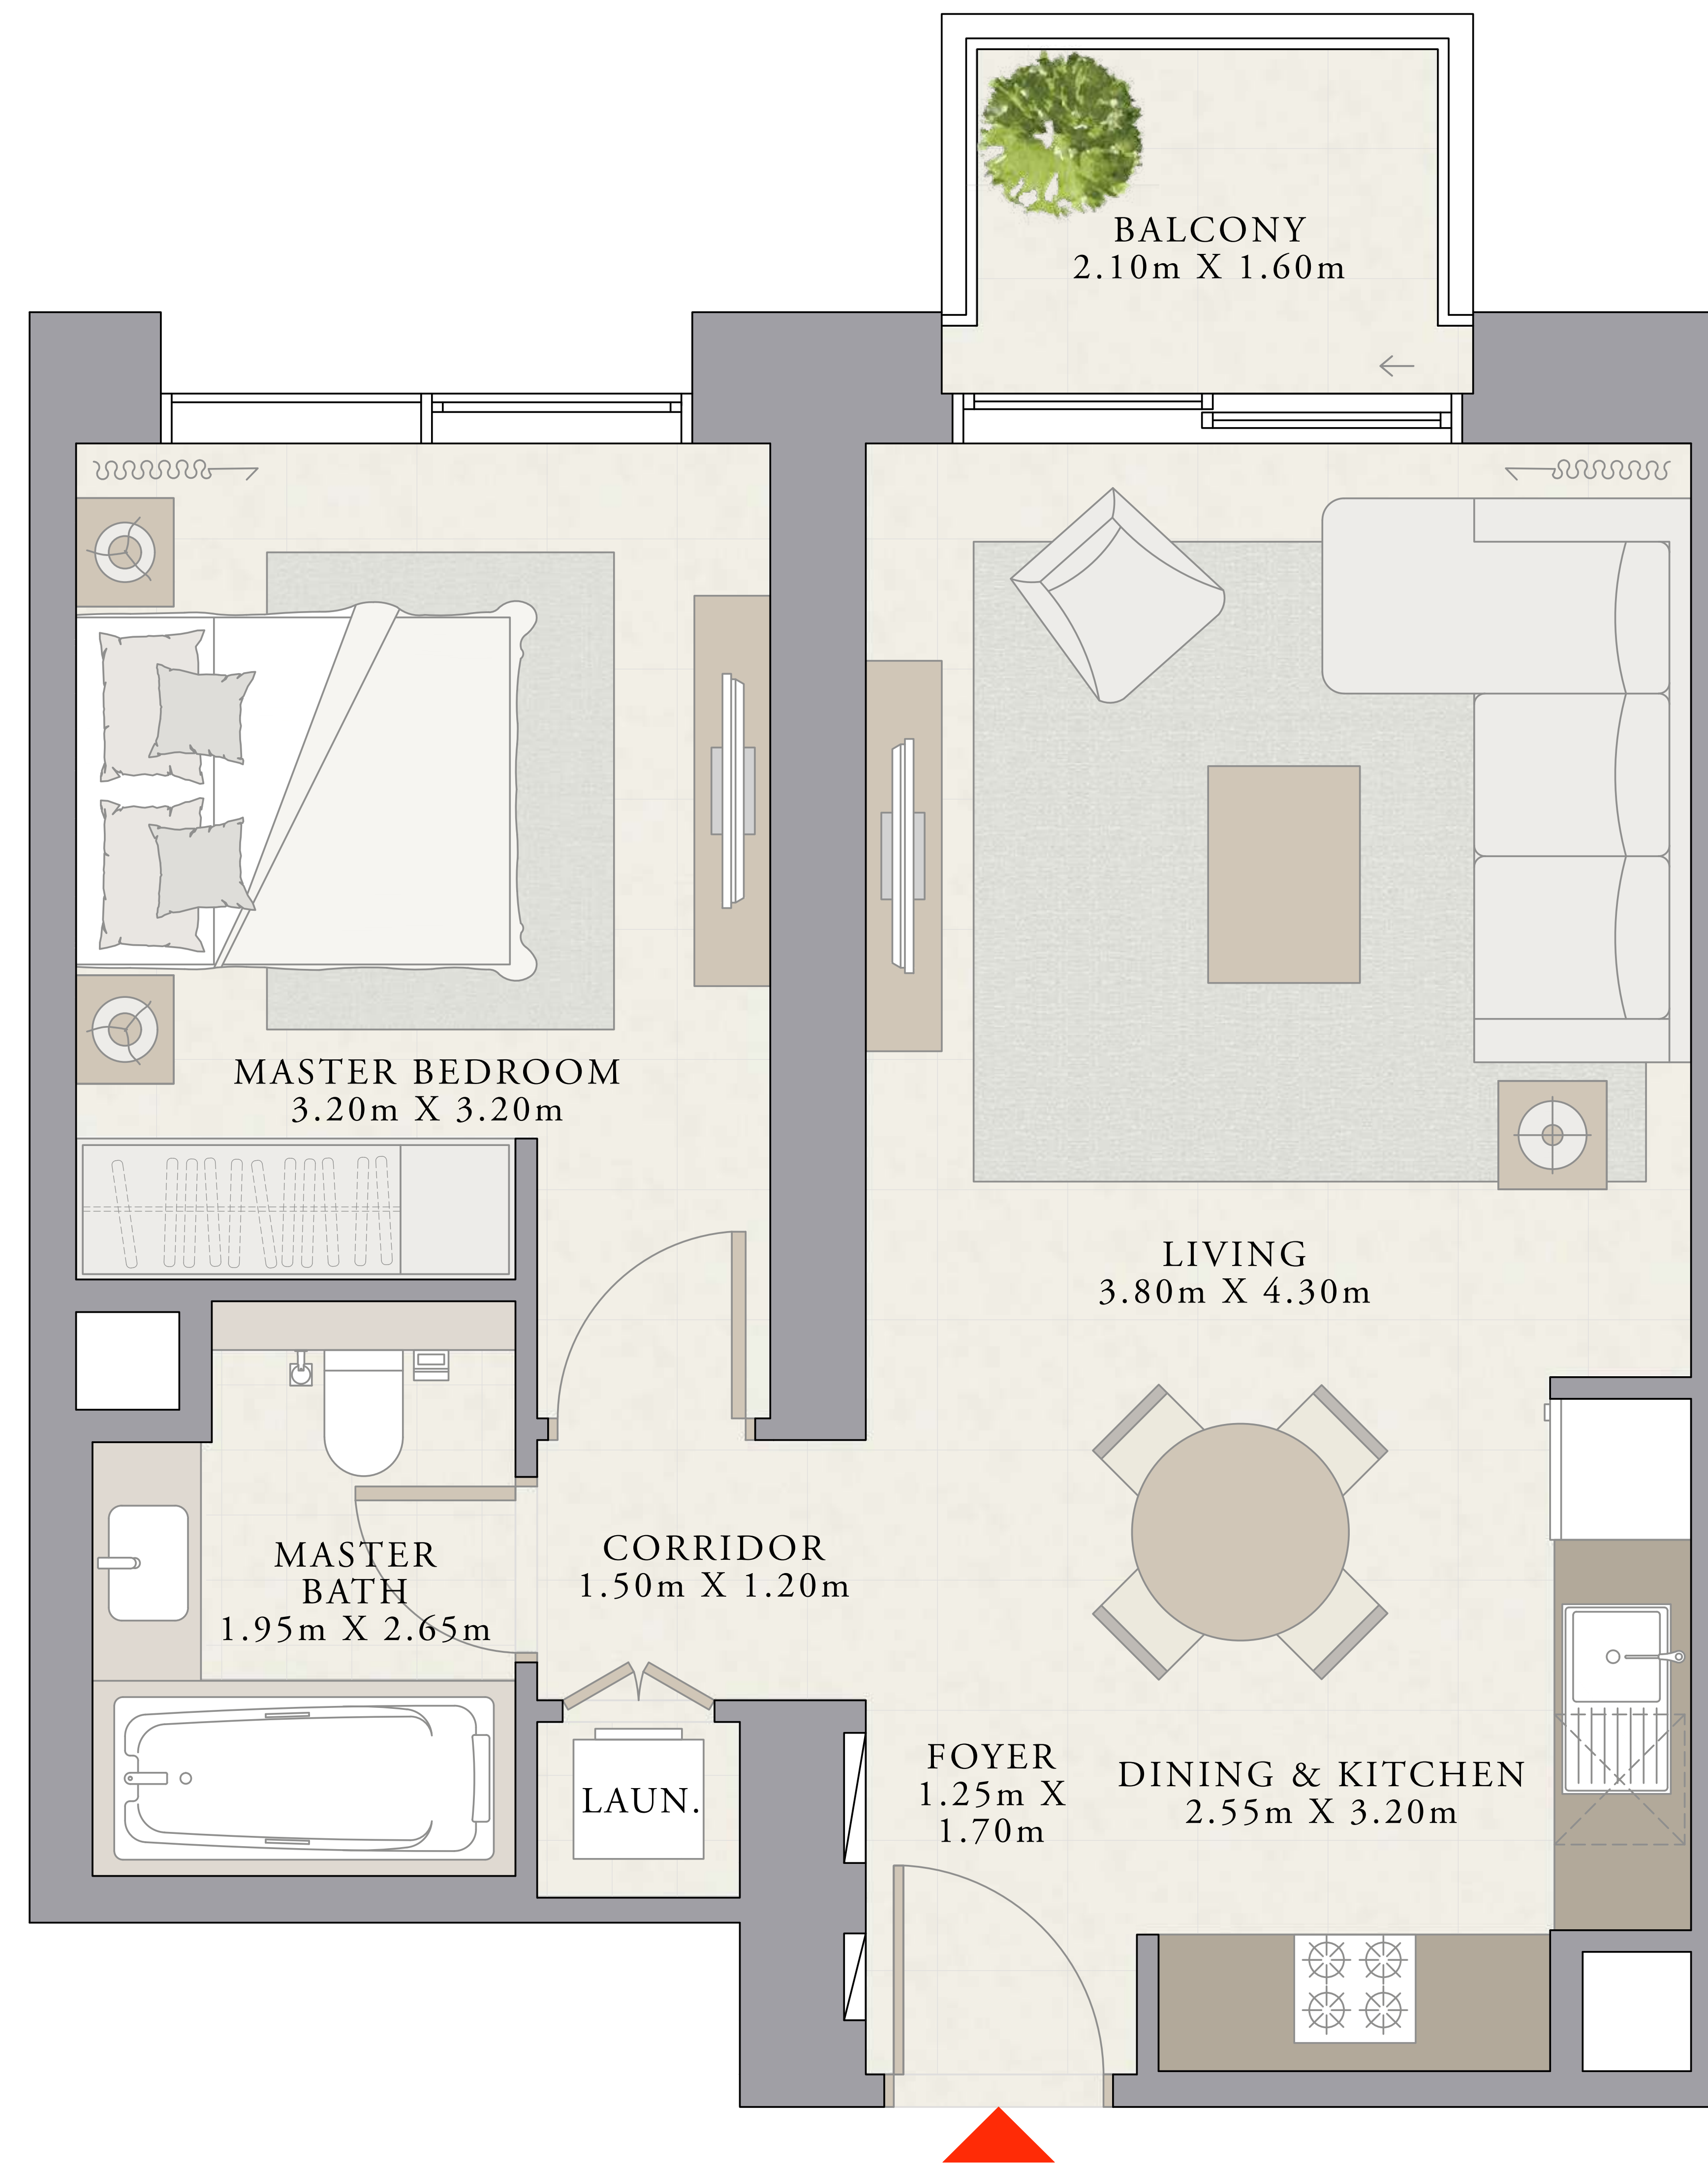 BALCONY
2.10m X 1.60m
MASTER BEDROOM
3.20m X 3.20m
LIVING
3.80m X 4.30m
MASTER
BATH
1.95m X 2.65m
CORRIDOR
1.50m X 1.20m
LAUN.
FOYER
1.25m X
1.70m
DINING & KITCHEN
2.55m X 3.20m